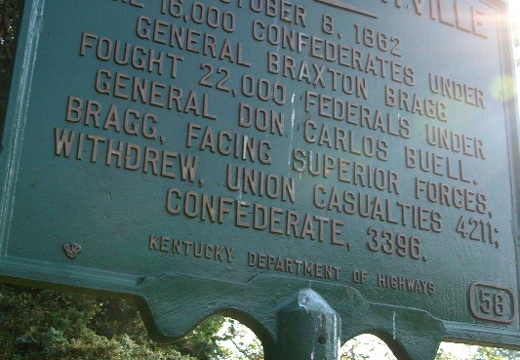 VILLE
OCTOBER 8, 1862
16,000 CONFEDERATES UNDER
GENERAL BRAXTON BRAGG
FOUGHT 22,000 FEDERALS UNDER
GENERAL DON CARLOS BUELL.
BRAGG, FACING SUPERIOR FORCES,
WITHDREW. UNION CASUALTIES 4211;
CONFEDERATE, 3396.
KENTUCKY DEPARTMENT OF HIGHWAYS
58